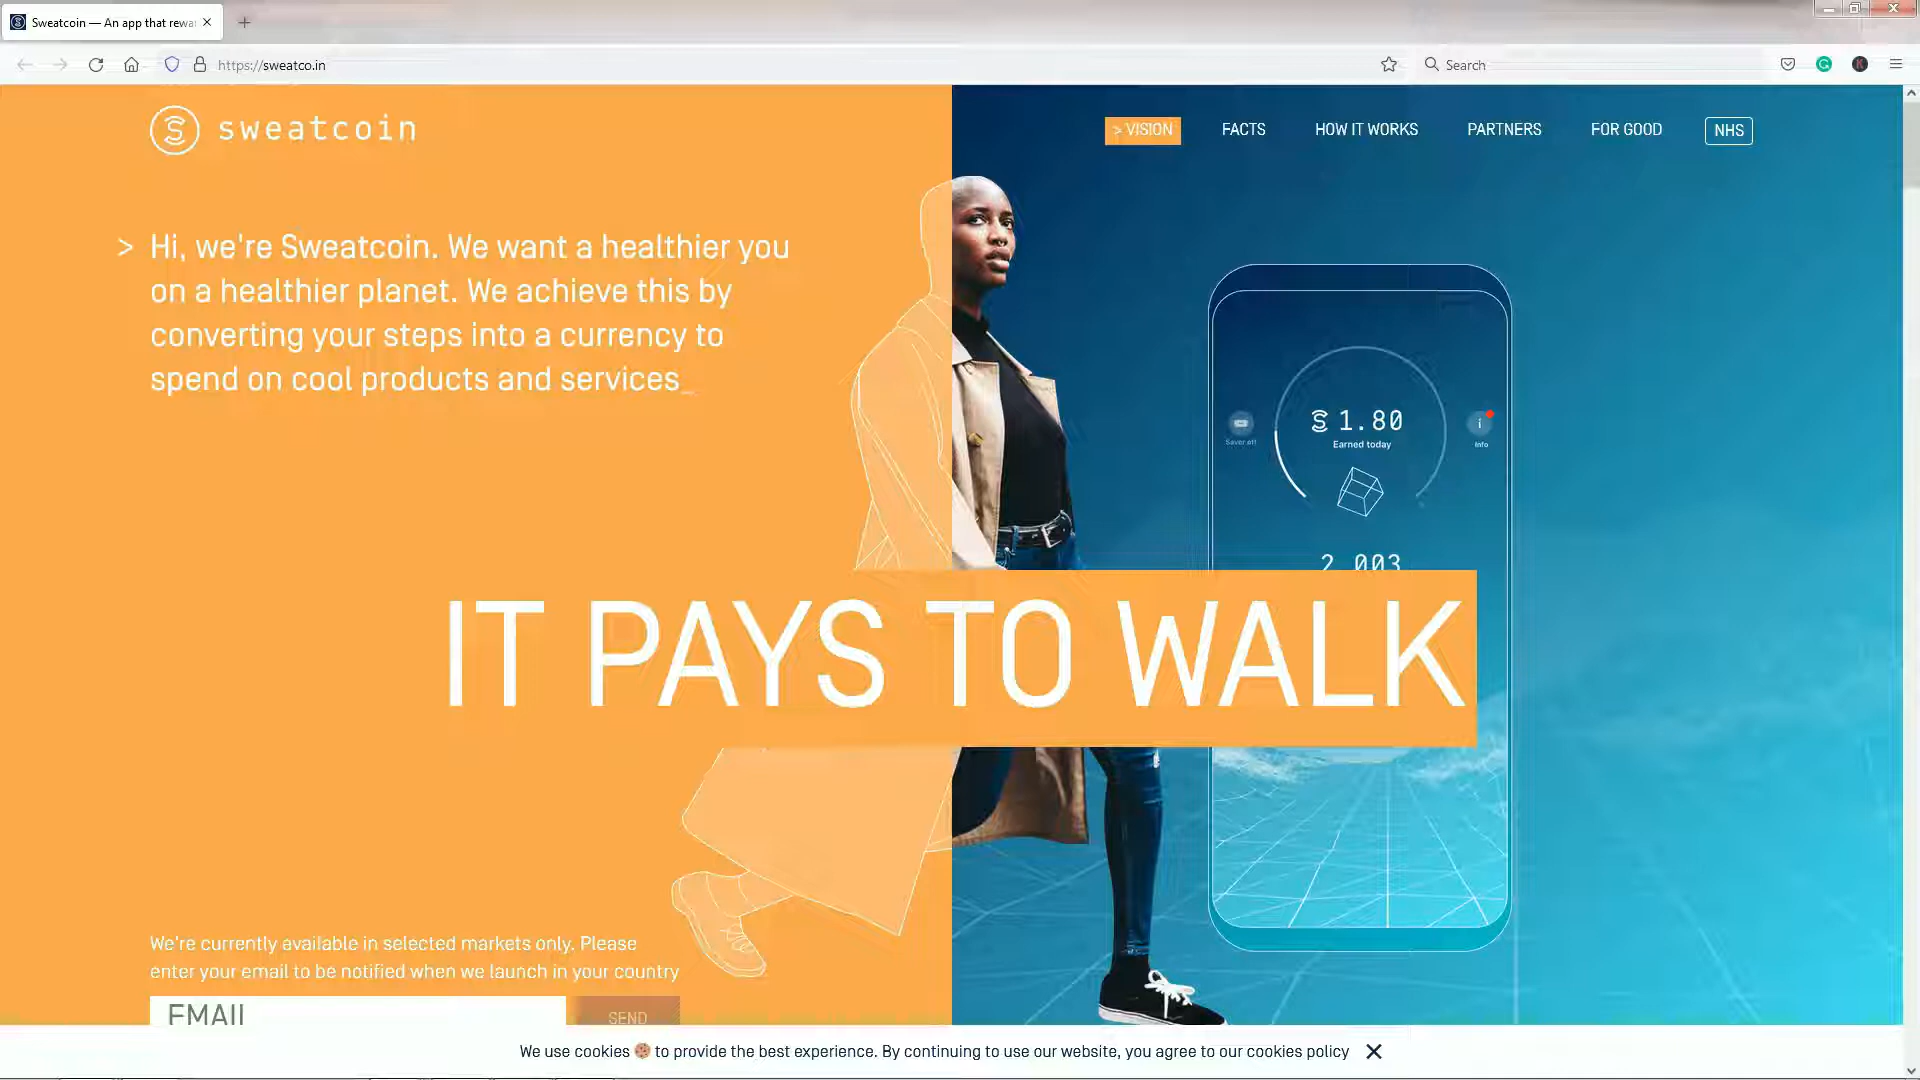 Sweatcoin — An app that rewa
https://sweatco.in
Search
sweatcoin
> VISION
FACTS
HOW IT WORKS
PARTNERS
FOR GOOD
NHS
> Hi, we're Sweatcoin. We want a healthier you
on a healthier planet. We achieve this by
converting your steps into a currency to
spend on cool products and services_
1.80
Earned today
Saver off
Info
2 003
IT PAYS TO WALK
We're currently available in selected markets only. Please
enter your email to be notified when we launch in your country
EMAIL
SEND
We use cookies 🍪 to provide the best experience. By continuing to use our website, you agree to our cookies policy